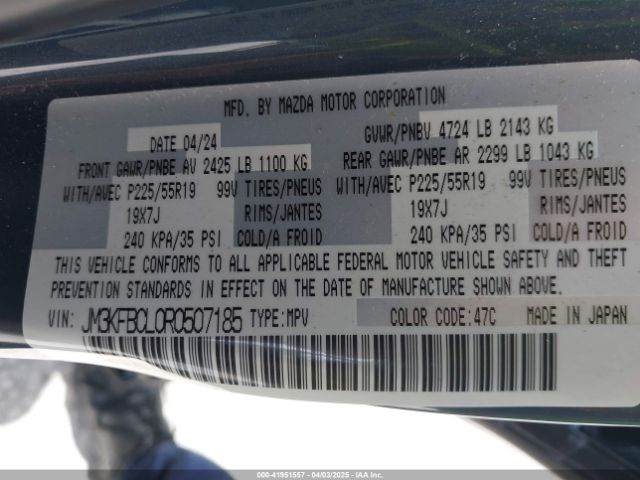 MFD. BY MAZDA MOTOR CORPORATION
DATE 04/24 GVWR/PNBV 4724 LB 2143 KG
FRONT GAWR/PNBE AV 2425 LB 1100 KG REAR GAWR/PNBE AR 2299 LB 1043 KG
WITH/AVEC P225/55R19 99V TIRES/PNEUS WITH/AVEC P225/55R19 99V TIRES/PNEUS
19X7J RIMS/JANTES 19X7J RIMS/JANTES
240 KPA/35 PSI COLD/A FROID 240 KPA/35 PSI COLD/A FROID
THIS VEHICLE CONFORMS TO ALL APPLICABLE FEDERAL MOTOR VEHICLE SAFETY AND THEFT
PREVENTION STANDARDS IN EFFECT ON THE DATE OF MANUFACTURE SHOWN ABOVE.
VIN: JM3KFBCL0R0507185 TYPE:MPV COLOR CODE:47C MADE IN JAPAN
000-41951557 - 04/03/2025 - IAA Inc.